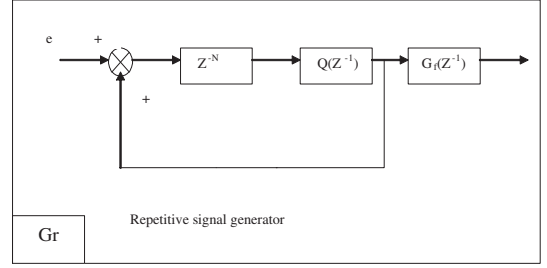 e
+
Z-N
Q(Z-1)
Gf(Z-1)
+
Repetitive signal generator
Gr